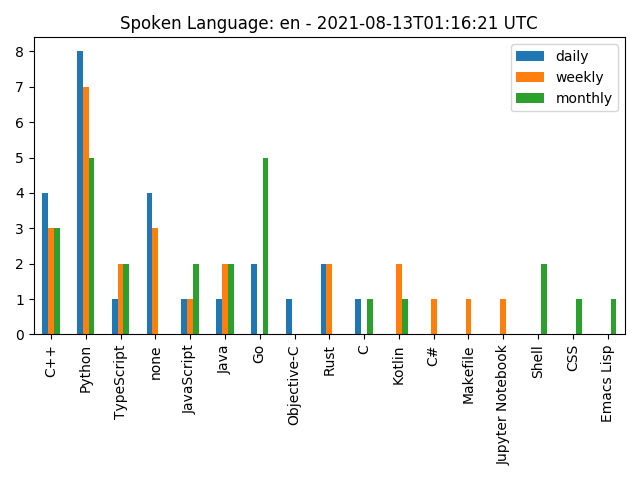 Spoken Language: en - 2021-08-13T01:16:21 UTC
daily
weekly
monthly
8
7
6
5
4
3
2
1
0
C++
Python
TypeScript
none
JavaScript
Java
Go
Objective-C
Rust
C
Kotlin
C#
Makefile
Jupyter Notebook
Shell
CSS
Emacs Lisp